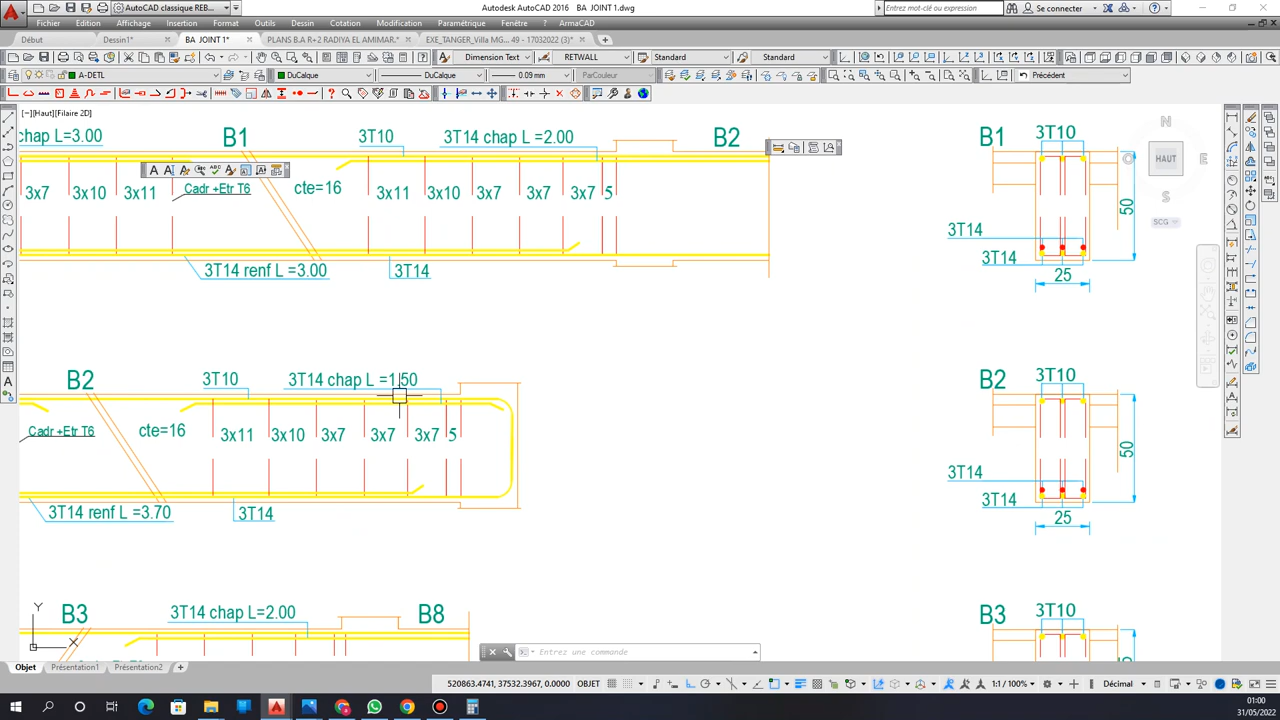 AutoCAD classique REB...
Autodesk AutoCAD 2016 BA JOINT 1.dwg
Entrez mot-clé/expression
Se connecter
Fichier Edition Affichage Insertion Format Outils Dessin Cotation Modification Paramétrique Fenêtre ? ArmaCAD
Début Dessin1* BA JOINT 1* PLANS B.A R+2 RADIYA EL AMIMAR.* EXE_TANGER_Villa MG... 49 - 17032022 (3)*
Dimension Text RETWALL Standard Standard
A-DETL DuCalque DuCalque 0.09 mm ParCouleur Précédent
[−][Haut][Filaire 2D]
chap L=3.00 B1 3T10 3T14 chap L=2.00 B2
Cadr +Etr T6 cte=16
3x7 3x10 3x11 3x11 3x10 3x7 3x7 3x7 5
3T14 renf L =3.00 3T14
B1 3T10
3T14
3T14
50
25
N
O HAUT E
S
SCG
B2 3T10 3T14 chap L =1.50
Cadr +Etr T6 cte=16 3x11 3x10 3x7 3x7 3x7 5
3T14 renf L =3.70 3T14
B2 3T10
3T14
3T14
50
25
B3 3T14 chap L=2.00 B8
B3 3T10
Y
X
Entrez une commande
Objet Présentation1 Présentation2 +
520863.4741, 37532.3967, 0.0000 OBJET 1:1 / 100% Décimal
01:00
31/05/2022